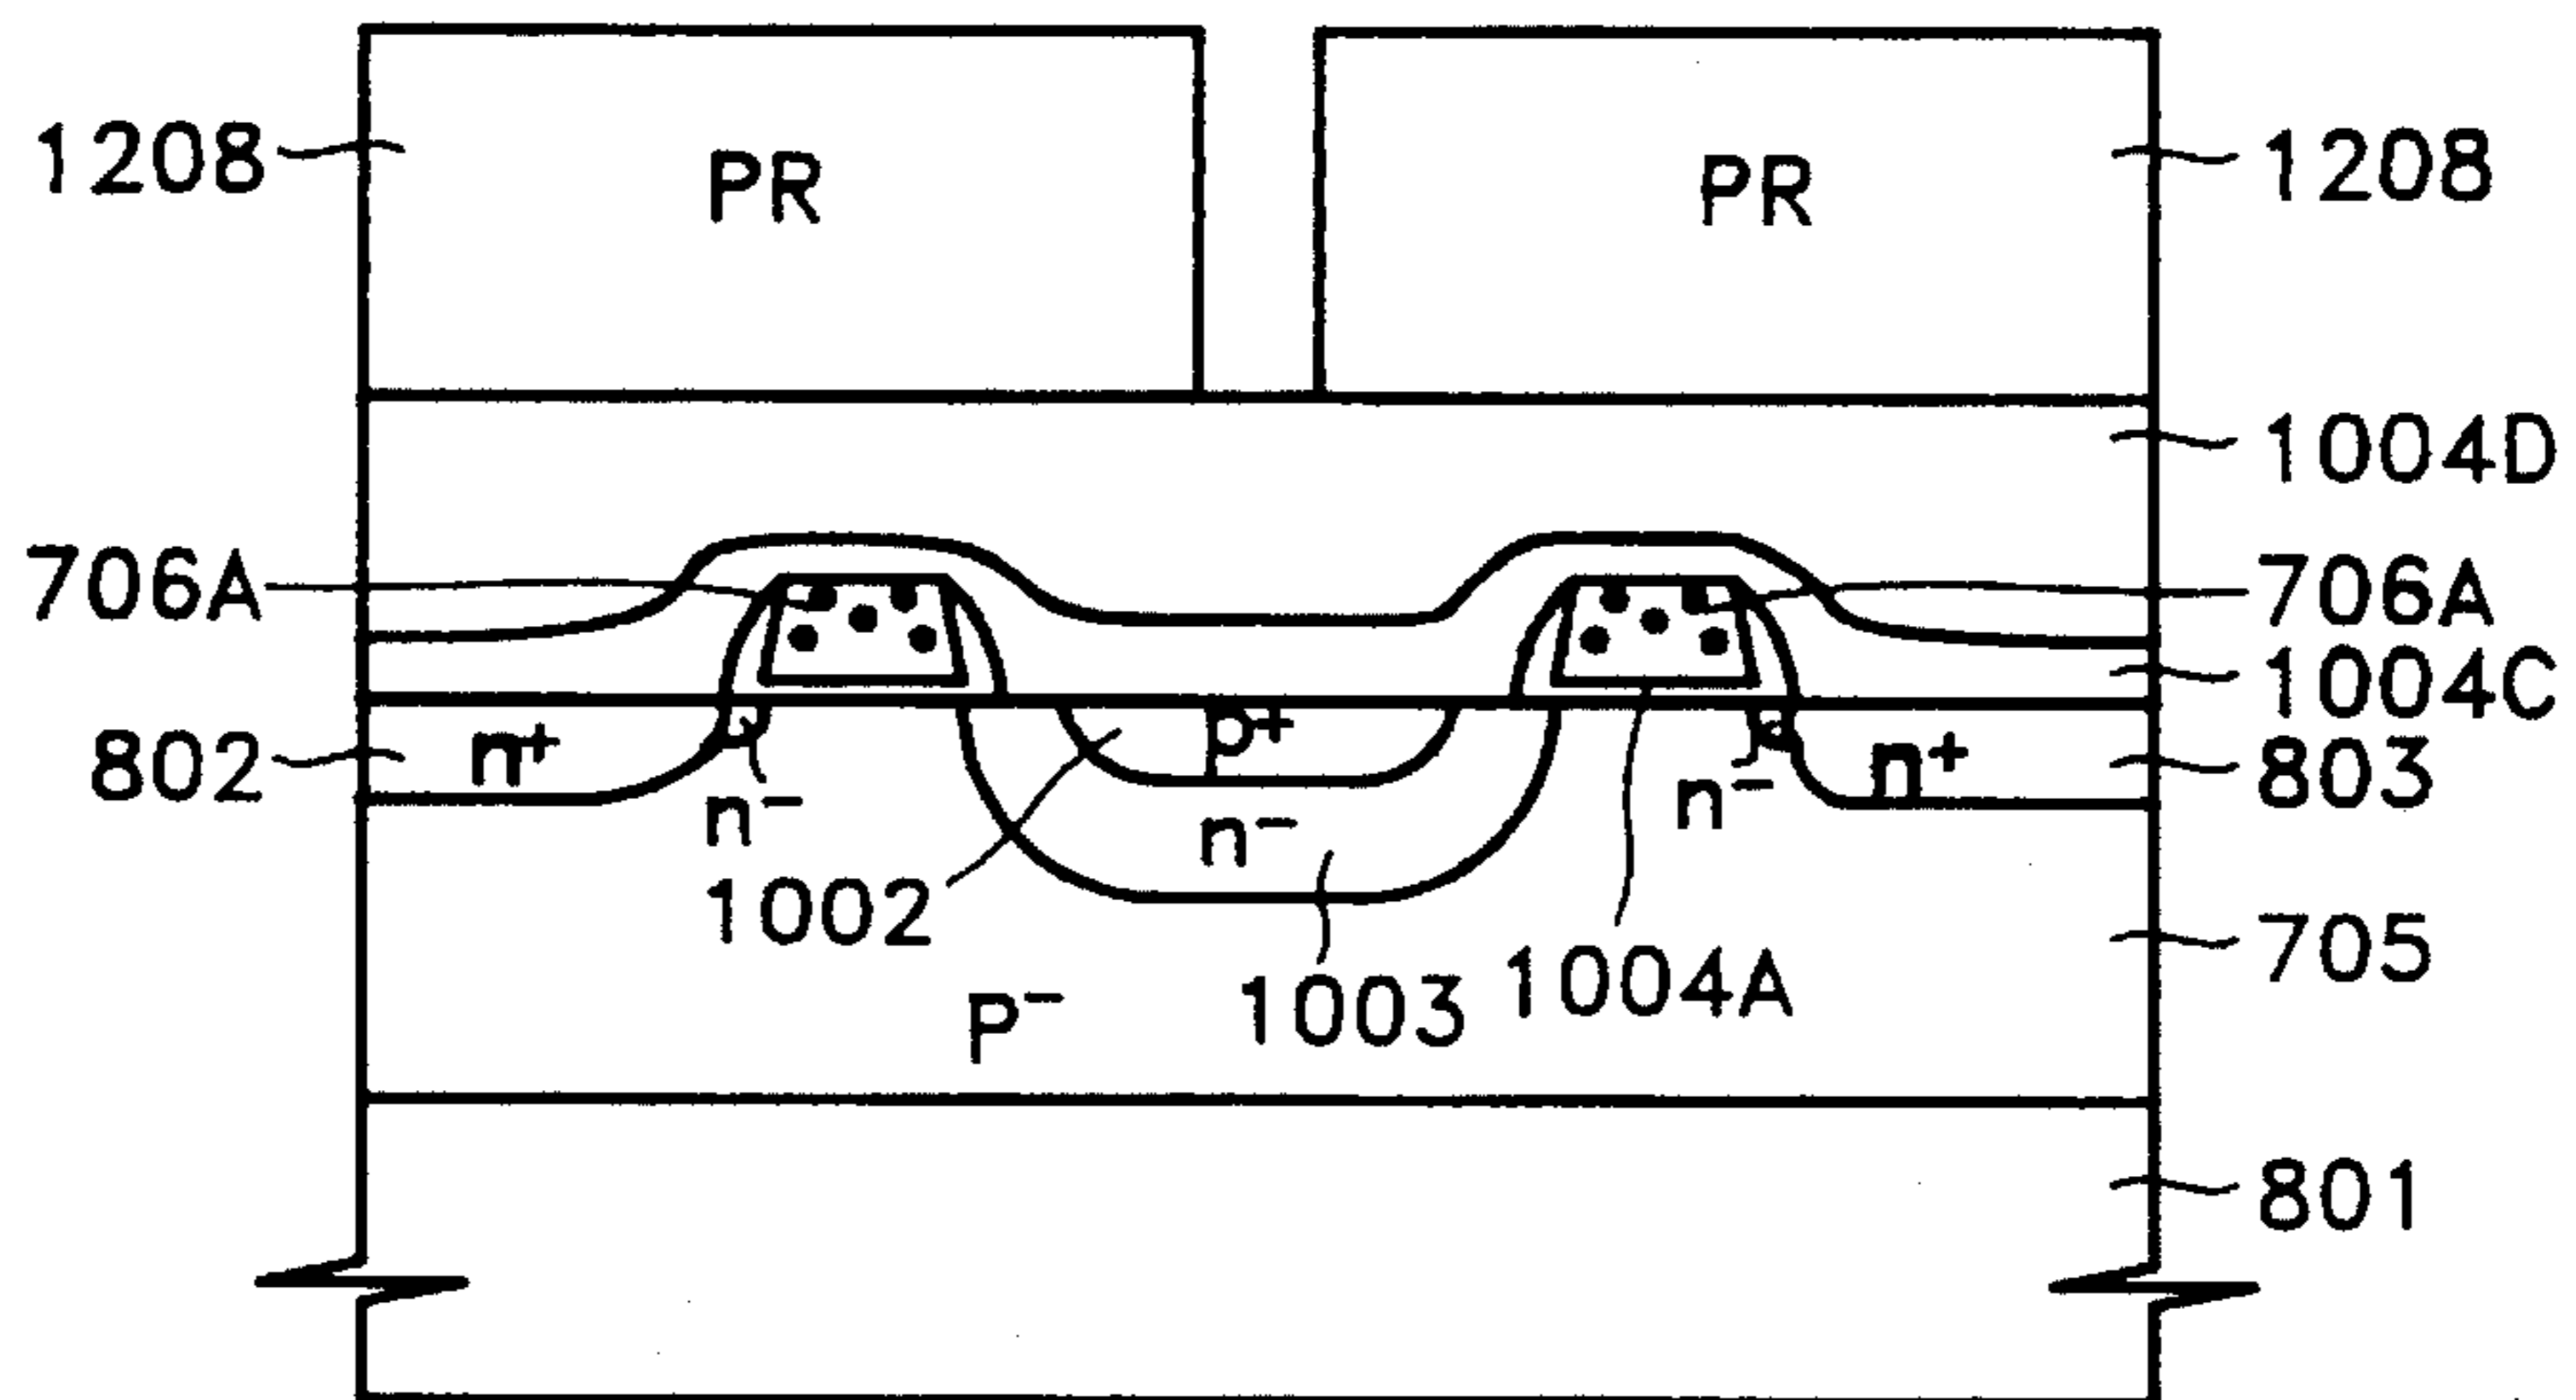 1208 PR PR 1208
1004D
706A 706A
1004C
802 n+ p+ n+ 803
n- n- n-
1002
705
1003 1004A
P-
801